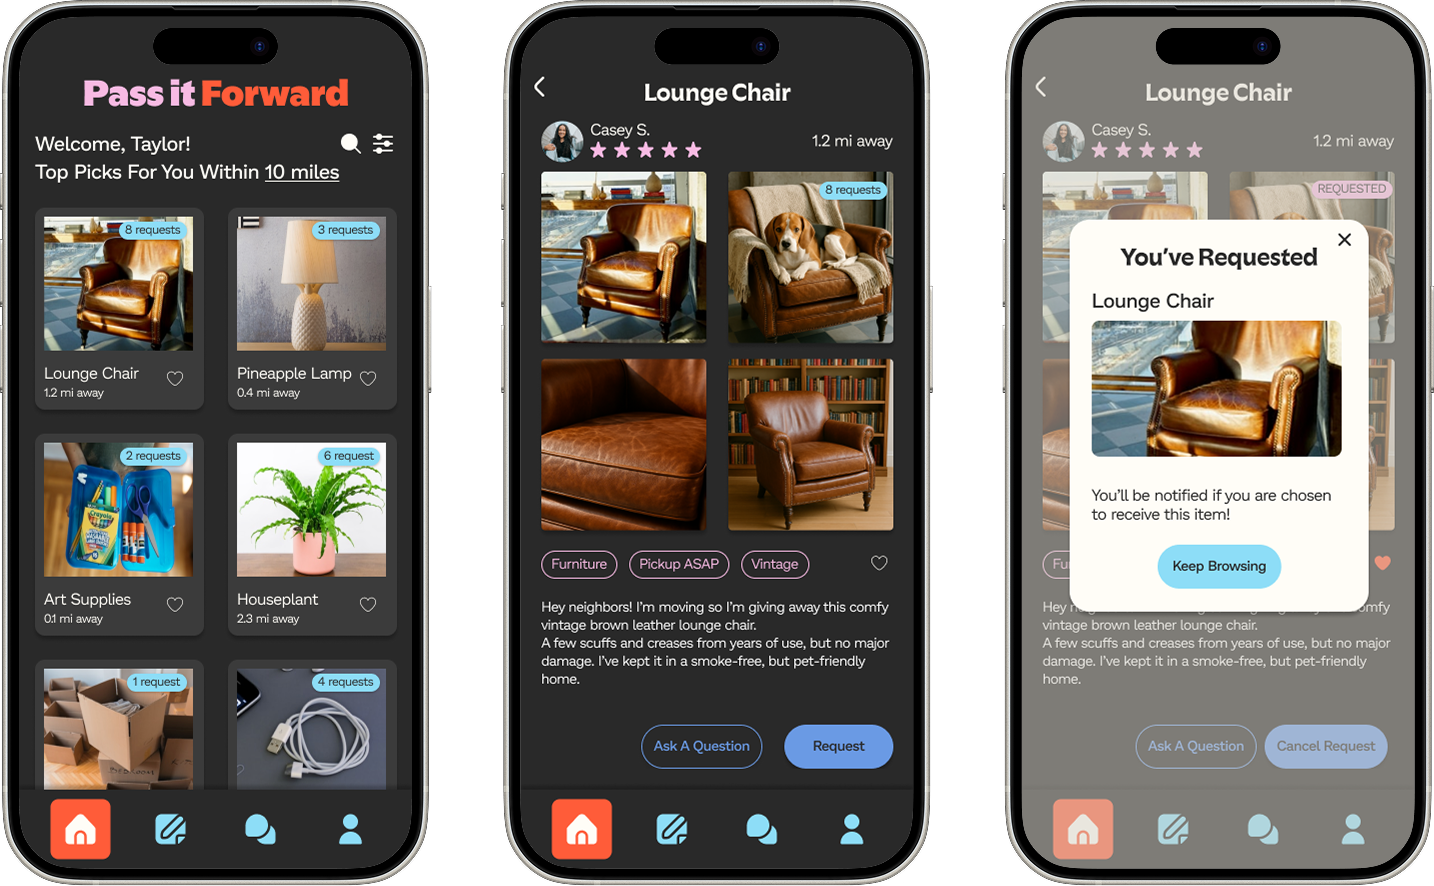 Pass it Forward
Welcome, Taylor!
Top Picks For You Within 10 miles
8 requests
3 requests
Lounge Chair
1.2 mi away
Pineapple Lamp
0.4 mi away
2 requests
6 request
Crayola
Art Supplies
0.1 mi away
Houseplant
2.3 mi away
1 request
4 requests
Lounge Chair
Casey S.
1.2 mi away
8 requests
Furniture
Pickup ASAP
Vintage
Hey neighbors! I'm moving so I'm giving away this comfy
vintage brown leather lounge chair.
A few scuffs and creases from years of use, but no major
damage. I've kept it in a smoke-free, but pet-friendly
home.
Ask A Question
Request
Lounge Chair
Casey S.
1.2 mi away
REQUESTED
You've Requested
Lounge Chair
You'll be notified if you are chosen
to receive this item!
Keep Browsing
Fu
Hey n
omfy
vintage brown leather lounge chair.
A few scuffs and creases from years of use, but no major
damage. I've kept it in a smoke-free, but pet-friendly
home.
Ask A Question
Cancel Request